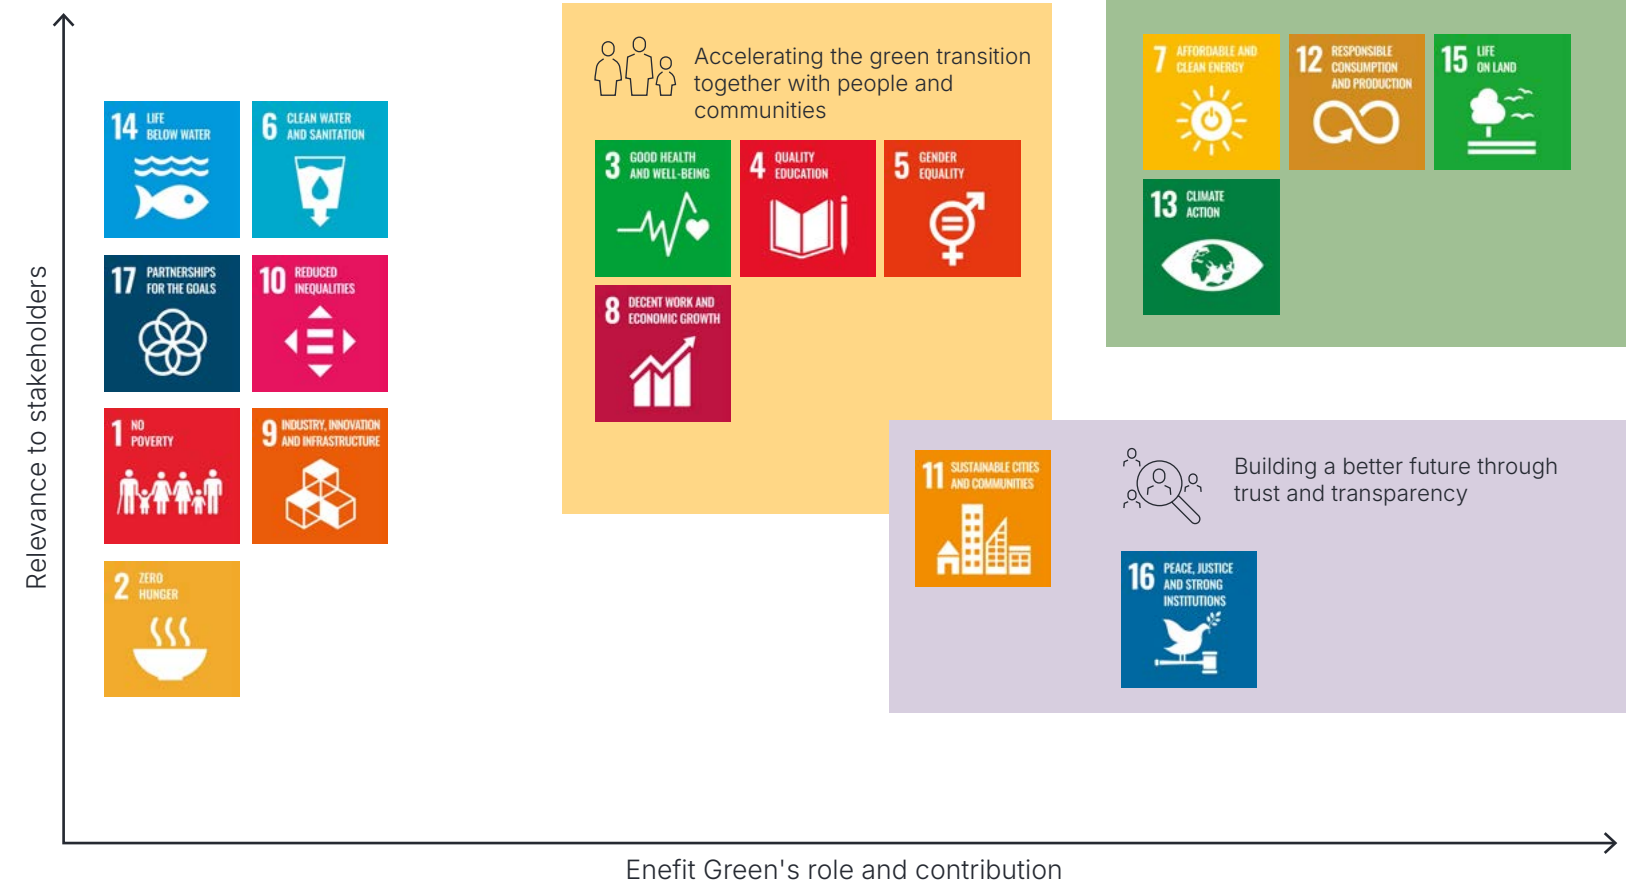 Relevance to stakeholders
14 LIFE
BELOW WATER
6 CLEAN WATER
AND SANITATION
17 PARTNERSHIPS
FOR THE GOALS
10 REDUCED
INEQUALITIES
1 NO
POVERTY
9 INDUSTRY, INNOVATION
AND INFRASTRUCTURE
2 ZERO
HUNGER
Accelerating the green transition
together with people and
communities
3 GOOD HEALTH
AND WELL-BEING
4 QUALITY
EDUCATION
5 GENDER
EQUALITY
8 DECENT WORK AND
ECONOMIC GROWTH
7 AFFORDABLE AND
CLEAN ENERGY
12 RESPONSIBLE
CONSUMPTION
AND PRODUCTION
15 LIFE
ON LAND
13 CLIMATE
ACTION
11 SUSTAINABLE CITIES
AND COMMUNITIES
Building a better future through
trust and transparency
16 PEACE, JUSTICE
AND STRONG
INSTITUTIONS
Enefit Green's role and contribution